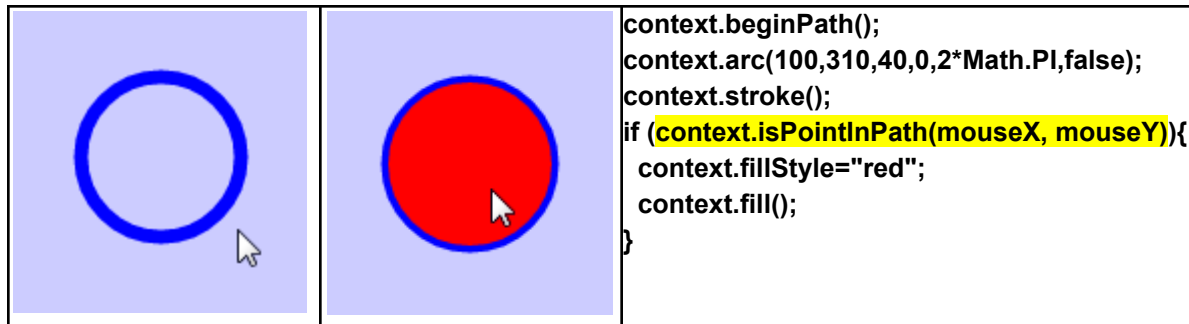 context.beginPath();
context.arc(100,310,40,0,2*Math.PI,false);
context.stroke();
if (context.isPointInPath(mouseX, mouseY)){
  context.fillStyle="red";
  context.fill();
}